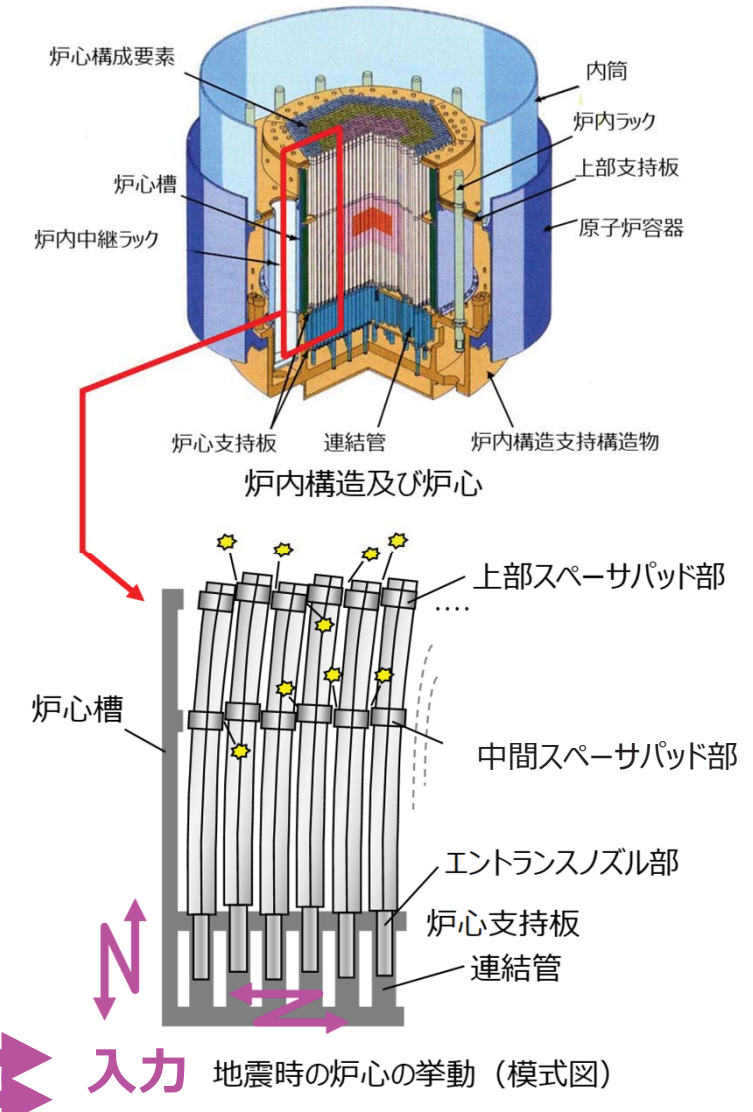 炉心構成要素
内筒
炉内ラック
上部支持板
炉心槽
原子炉容器
炉内中継ラック
炉心支持板
連結管
炉内構造支持構造物
炉内構造及び炉心
上部スペーサパッド部
‥‥
炉心槽
中間スペーサパッド部
エントランスノズル部
炉心支持板
連結管
入力
地震時の炉心の挙動（模式図）